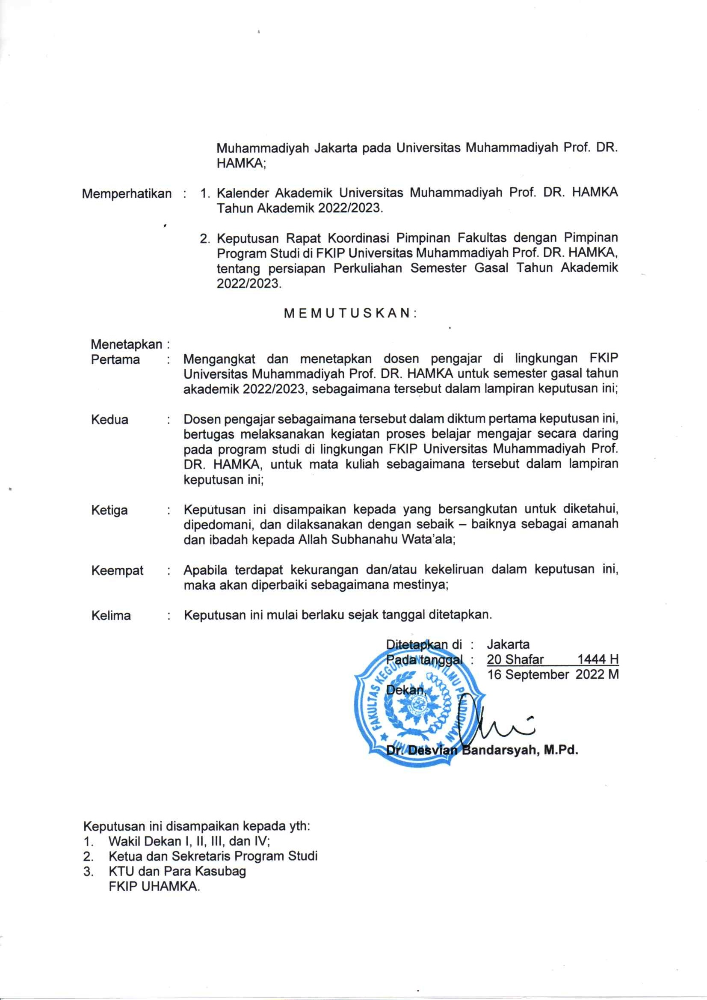 Muhammadiyah Jakarta pada Universitas Muhammadiyah Prof. DR.
HAMKA;
Memperhatikan : 1. Kalender Akademik Universitas Muhammadiyah Prof. DR. HAMKA
Tahun Akademik 2022/2023.
2. Keputusan Rapat Koordinasi Pimpinan Fakultas dengan Pimpinan
Program Studi di FKIP Universitas Muhammadiyah Prof. DR. HAMKA,
tentang persiapan Perkuliahan Semester Gasal Tahun Akademik
2022/2023.
M E M U T U S K A N :
Menetapkan :
Pertama : Mengangkat dan menetapkan dosen pengajar di lingkungan FKIP
Universitas Muhammadiyah Prof. DR. HAMKA untuk semester gasal tahun
akademik 2022/2023, sebagaimana tersebut dalam lampiran keputusan ini;
Kedua : Dosen pengajar sebagaimana tersebut dalam diktum pertama keputusan ini,
bertugas melaksanakan kegiatan proses belajar mengajar secara daring
pada program studi di lingkungan FKIP Universitas Muhammadiyah Prof.
DR. HAMKA, untuk mata kuliah sebagaimana tersebut dalam lampiran
keputusan ini;
Ketiga : Keputusan ini disampaikan kepada yang bersangkutan untuk diketahui,
dipedomani, dan dilaksanakan dengan sebaik – baiknya sebagai amanah
dan ibadah kepada Allah Subhanahu Wata'ala;
Keempat : Apabila terdapat kekurangan dan/atau kekeliruan dalam keputusan ini,
maka akan diperbaiki sebagaimana mestinya;
Kelima : Keputusan ini mulai berlaku sejak tanggal ditetapkan.
Ditetapkan di : Jakarta
Pada tanggal : 20 Shafar 1444 H
16 September 2022 M
Dekan,
FAKULTAS KEGURUAN DAN ILMU PENDIDIKAN
UHAMKA
Dr. Desvian Bandarsyah, M.Pd.
Keputusan ini disampaikan kepada yth:
1. Wakil Dekan I, II, III, dan IV;
2. Ketua dan Sekretaris Program Studi
3. KTU dan Para Kasubag
FKIP UHAMKA.